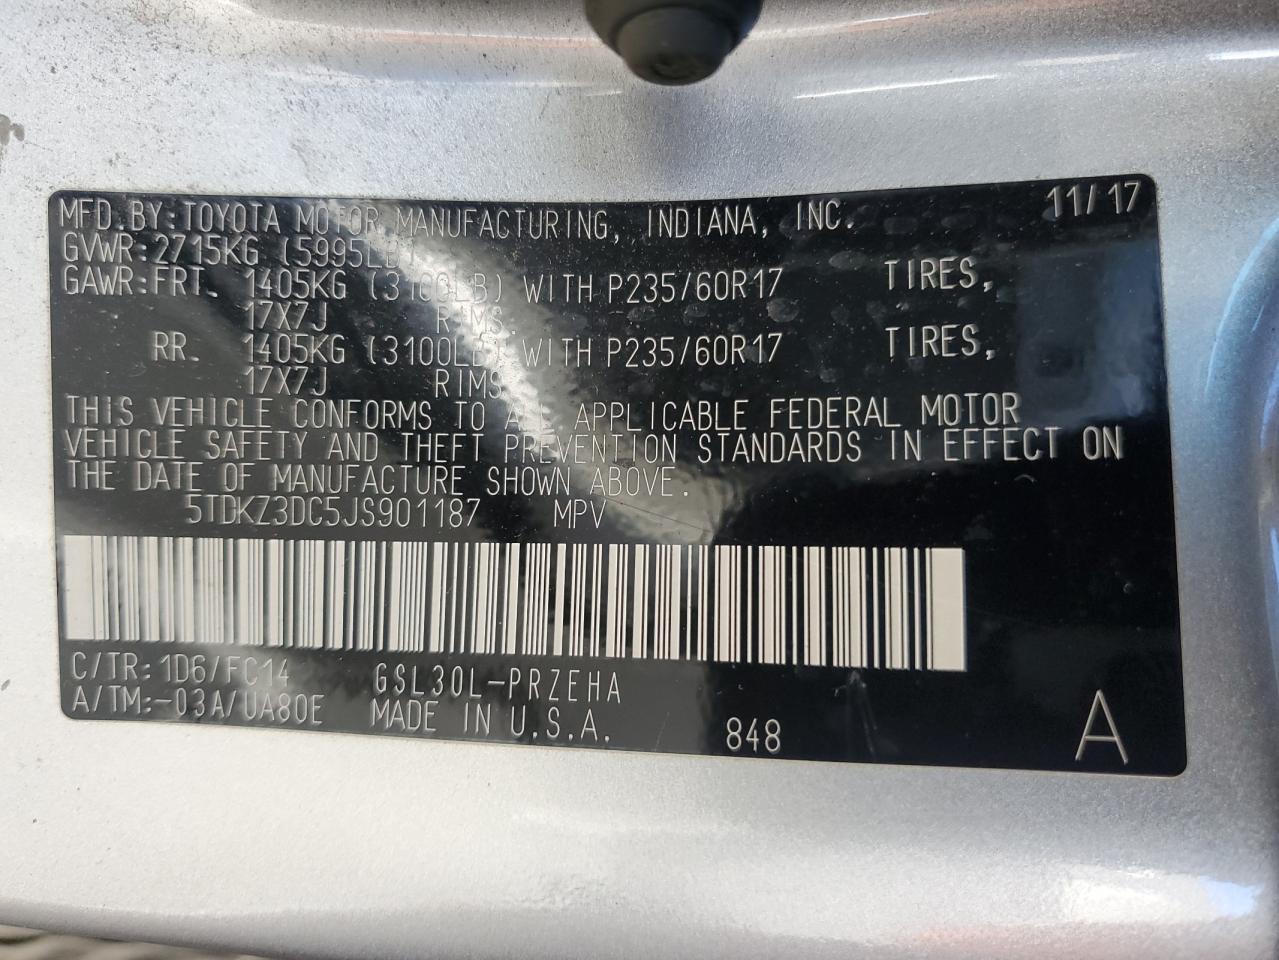 MFD.BY:TOYOTA MOTOR MANUFACTURING, INDIANA, INC. 11/17
GVWR:2715KG (5995LB)
GAWR:FRT. 1405KG (3100LB) WITH P235/60R17 TIRES,
17X7J RIMS.
RR. 1405KG (3100LB) WITH P235/60R17 TIRES,
17X7J RIMS
THIS VEHICLE CONFORMS TO ALL APPLICABLE FEDERAL MOTOR
VEHICLE SAFETY AND THEFT PREVENTION STANDARDS IN EFFECT ON
THE DATE OF MANUFACTURE SHOWN ABOVE.
5TDKZ3DC5JS901187 MPV
C/TR:1D6/FC14 GSL30L-PRZEHA
A/TM:-03A/UA80E MADE IN U.S.A. 848 A